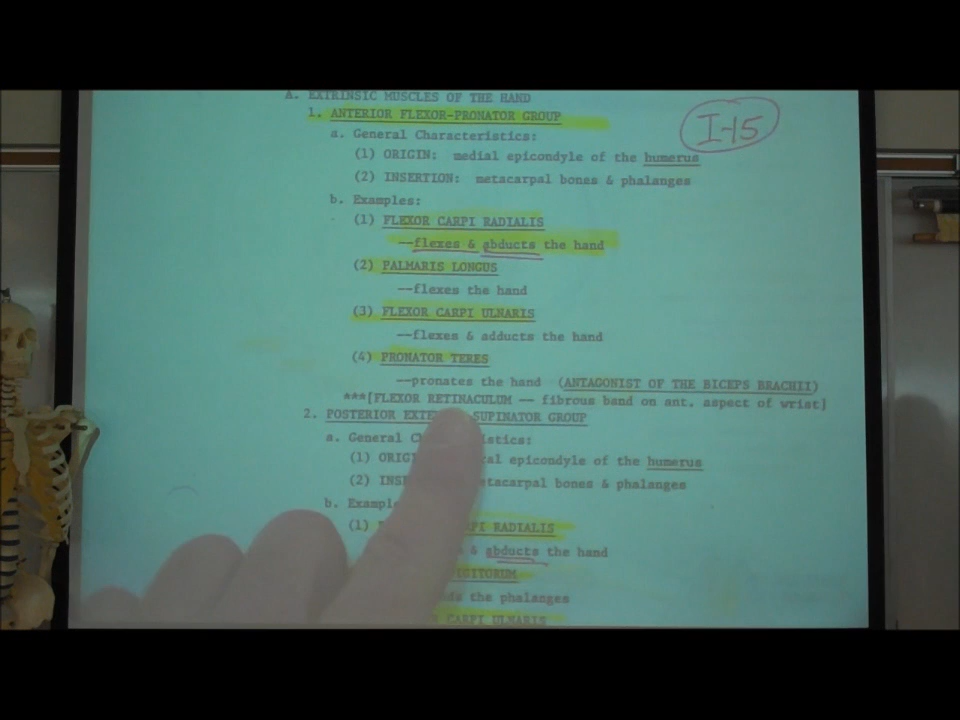 A. EXTRINSIC MUSCLES OF THE HAND
1. ANTERIOR FLEXOR-PRONATOR GROUP
I-15
a. General Characteristics:
(1) ORIGIN: medial epicondyle of the humerus
(2) INSERTION: metacarpal bones & phalanges
b. Examples:
(1) FLEXOR CARPI RADIALIS
--flexes & abducts the hand
(2) PALMARIS LONGUS
--flexes the hand
(3) FLEXOR CARPI ULNARIS
--flexes & adducts the hand
(4) PRONATOR TERES
--pronates the hand (ANTAGONIST OF THE BICEPS BRACHII)
***[FLEXOR RETINACULUM -- fibrous band on ant. aspect of wrist]
2. POSTERIOR SUPINATOR GROUP
a. General
(1) epicondyle of the humerus
(2) bones & phalanges
b.
(1) RADIALIS
& abducts the hand
the phalanges
CARPI ULNARIS